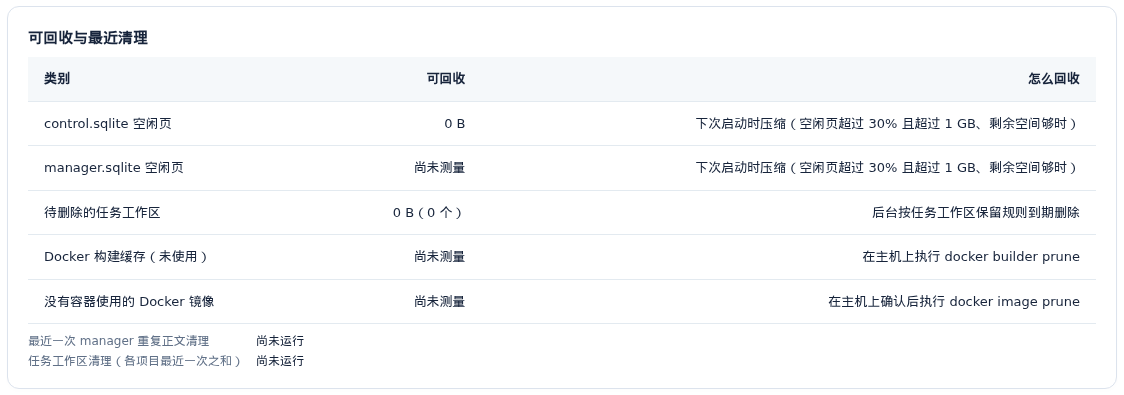 可回收与最近清理
类别 可回收 怎么回收
control.sqlite 空闲页 0 B 下次启动时压缩（空闲页超过 30% 且超过 1 GB、剩余空间够时）
manager.sqlite 空闲页 尚未测量 下次启动时压缩（空闲页超过 30% 且超过 1 GB、剩余空间够时）
待删除的任务工作区 0 B（0 个） 后台按任务工作区保留规则到期删除
Docker 构建缓存（未使用） 尚未测量 在主机上执行 docker builder prune
没有容器使用的 Docker 镜像 尚未测量 在主机上确认后执行 docker image prune
最近一次 manager 重复正文清理 尚未运行
任务工作区清理（各项目最近一次之和） 尚未运行